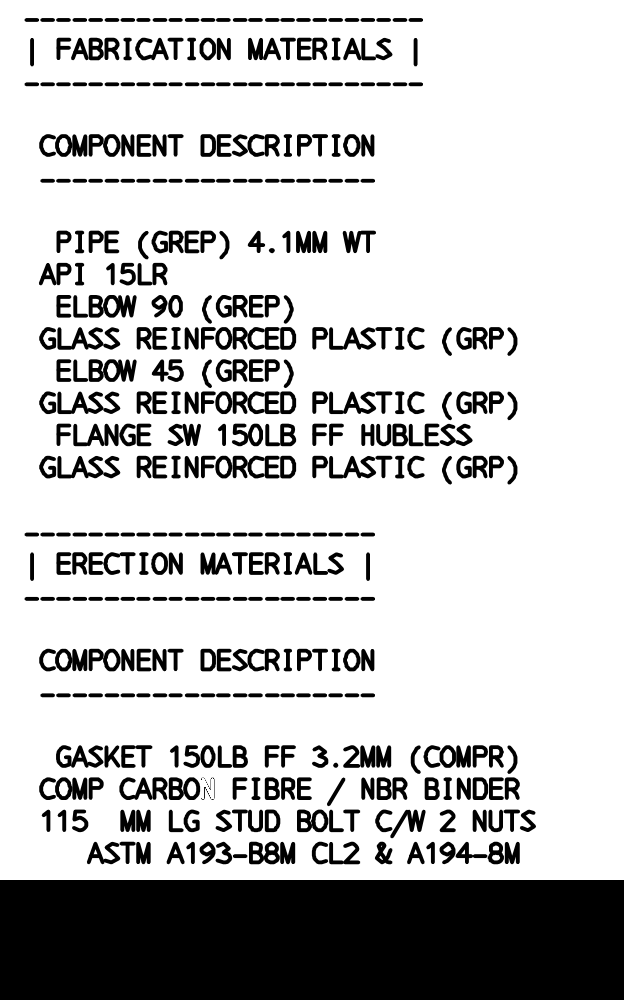 --------------------------
| FABRICATION MATERIALS |
--------------------------
COMPONENT DESCRIPTION
---------------------
PIPE (GREP) 4.1MM WT
API 15LR
ELBOW 90 (GREP)
GLASS REINFORCED PLASTIC (GRP)
ELBOW 45 (GREP)
GLASS REINFORCED PLASTIC (GRP)
FLANGE SW 150LB FF HUBLESS
GLASS REINFORCED PLASTIC (GRP)
----------------------
| ERECTION MATERIALS |
----------------------
COMPONENT DESCRIPTION
---------------------
GASKET 150LB FF 3.2MM (COMPR)
COMP CARBON FIBRE / NBR BINDER
115 MM LG STUD BOLT C/W 2 NUTS
ASTM A193-B8M CL2 & A194-8M